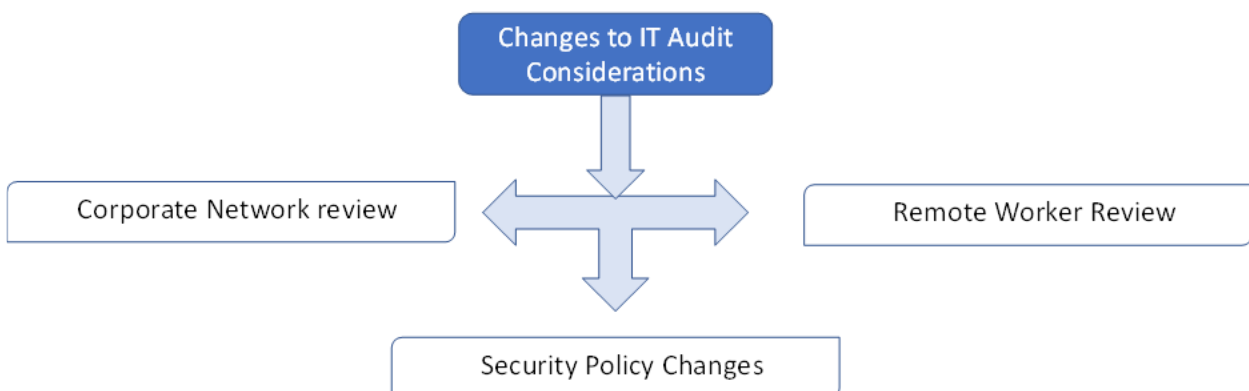 Changes to IT Audit
Considerations
Corporate Network review
Remote Worker Review
Security Policy Changes